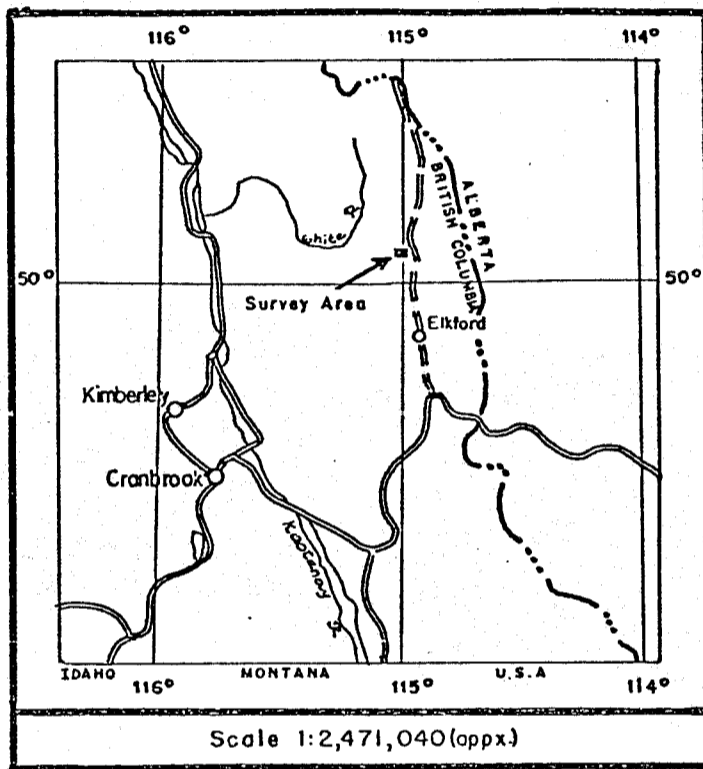 116° 115° 114°
ALBERTA
BRITISH COLUMBIA
White R
50° 50°
Survey Area
Elkford
Kimberley
Cranbrook
Kootenay R
IDAHO MONTANA U.S.A
116° 115° 114°
Scale 1:2,471,040 (appx.)